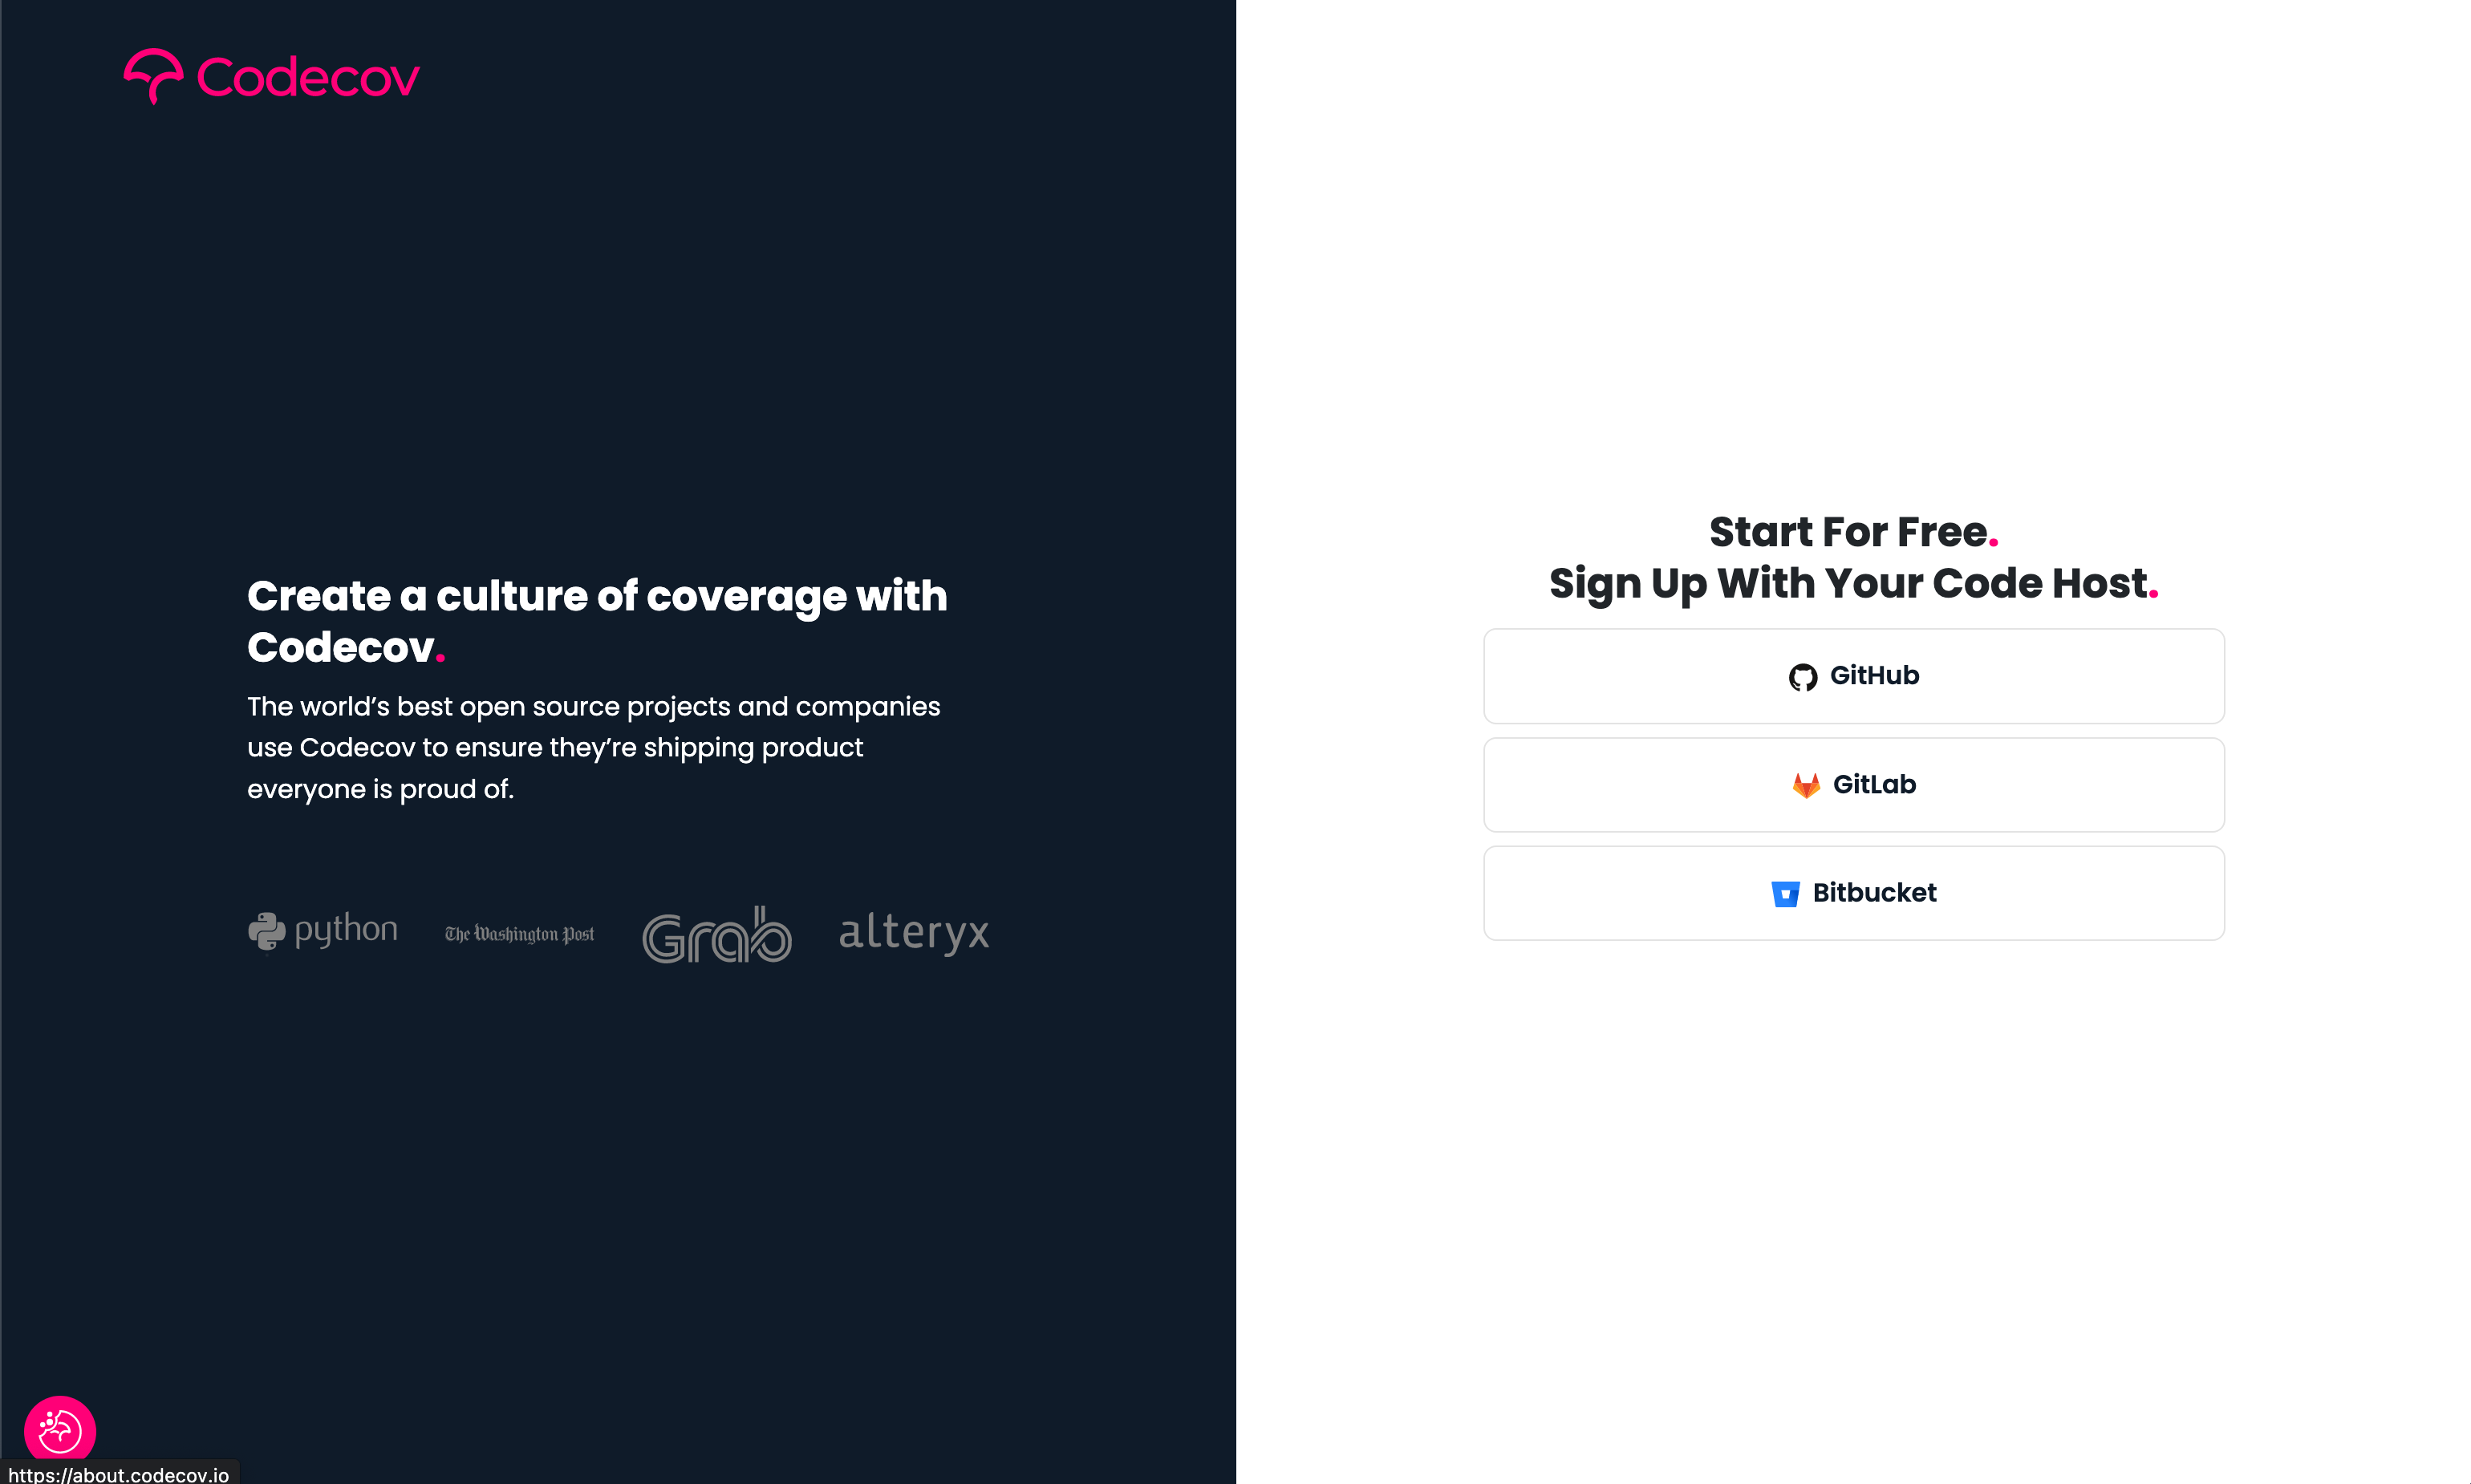 Codecov
Create a culture of coverage with
Codecov.
The world’s best open source projects and companies
use Codecov to ensure they’re shipping product
everyone is proud of.
python
The Washington Post
Grab
alteryx
Start For Free.
Sign Up With Your Code Host.
GitHub
GitLab
Bitbucket
https://about.codecov.io